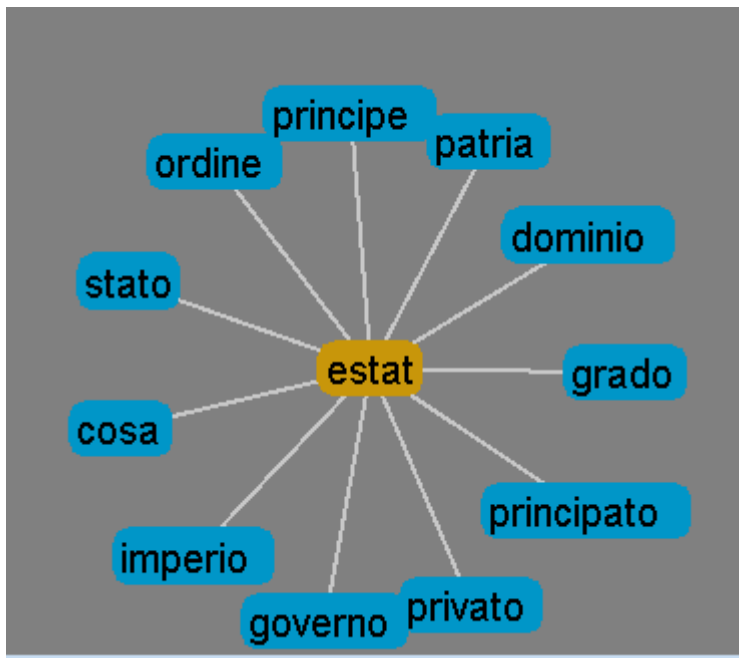 principe
patria
ordine
dominio
stato
estat
grado
cosa
principato
imperio
privato
governo